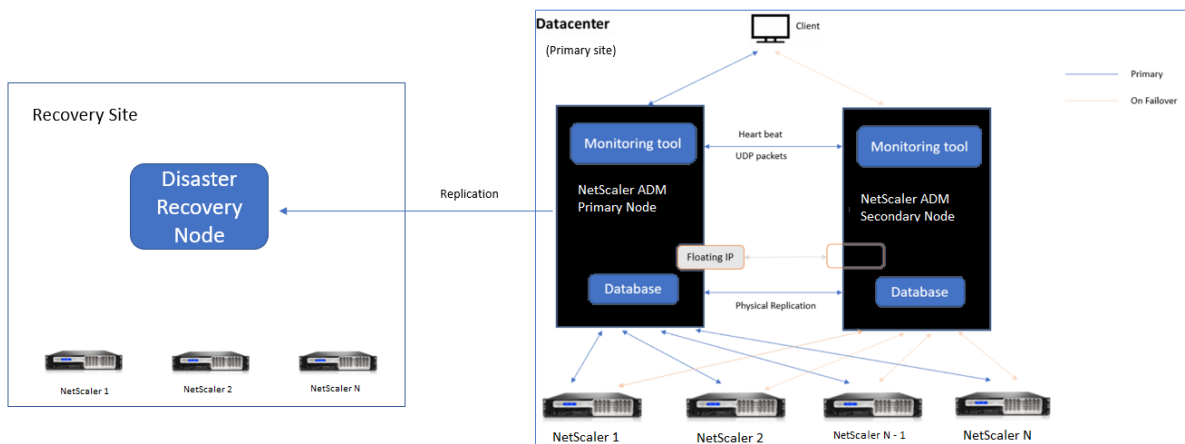 Datacenter
(Primary site)
Client
Primary
On Failover
Recovery Site
Disaster
Recovery
Node
Replication
Monitoring tool
NetScaler ADM
Primary Node
Heart beat
UDP packets
Monitoring tool
NetScaler ADM
Secondary Node
Floating IP
Database
Physical Replication
Database
NetScaler 1
NetScaler 2
NetScaler N
NetScaler 1
NetScaler 2
NetScaler N - 1
NetScaler N